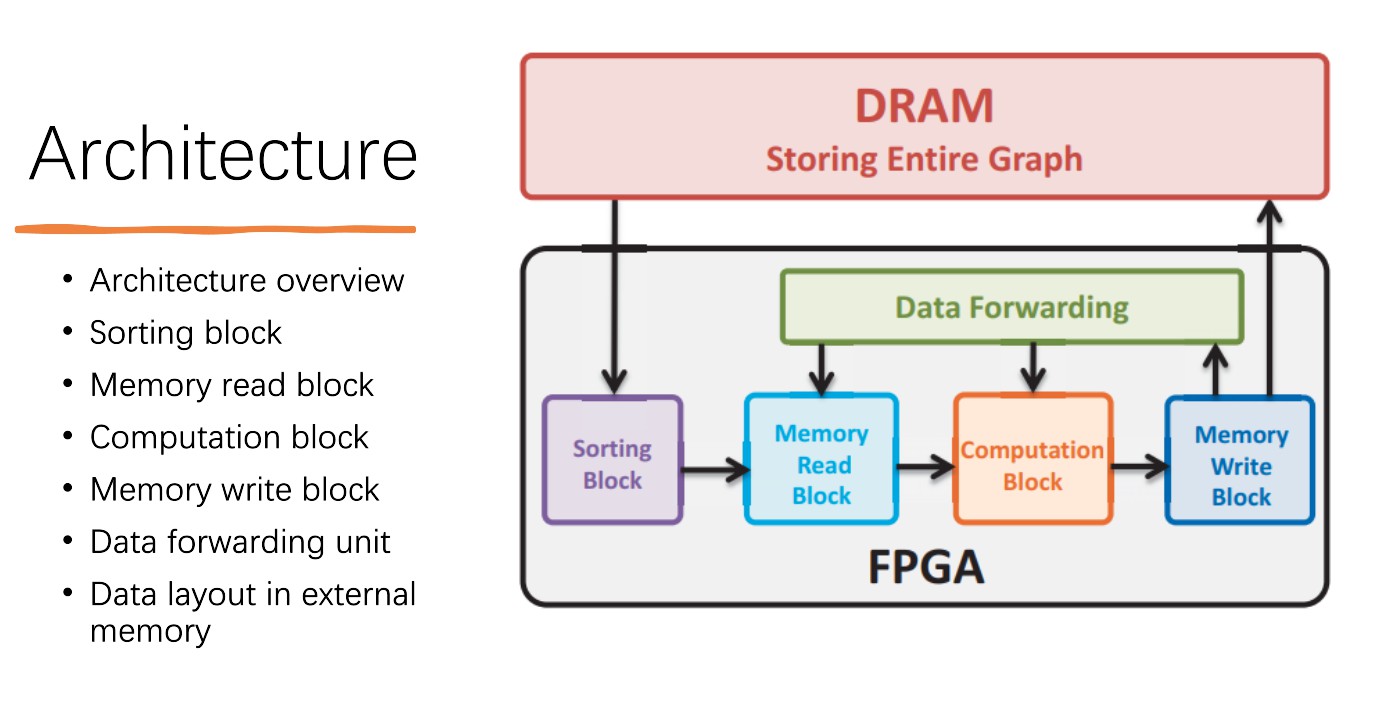 Architecture
• Architecture overview
• Sorting block
• Memory read block
• Computation block
• Memory write block
• Data forwarding unit
• Data layout in external
memory
DRAM
Storing Entire Graph
Data Forwarding
Sorting
Block
Memory
Read
Block
Computation
Block
Memory
Write
Block
FPGA